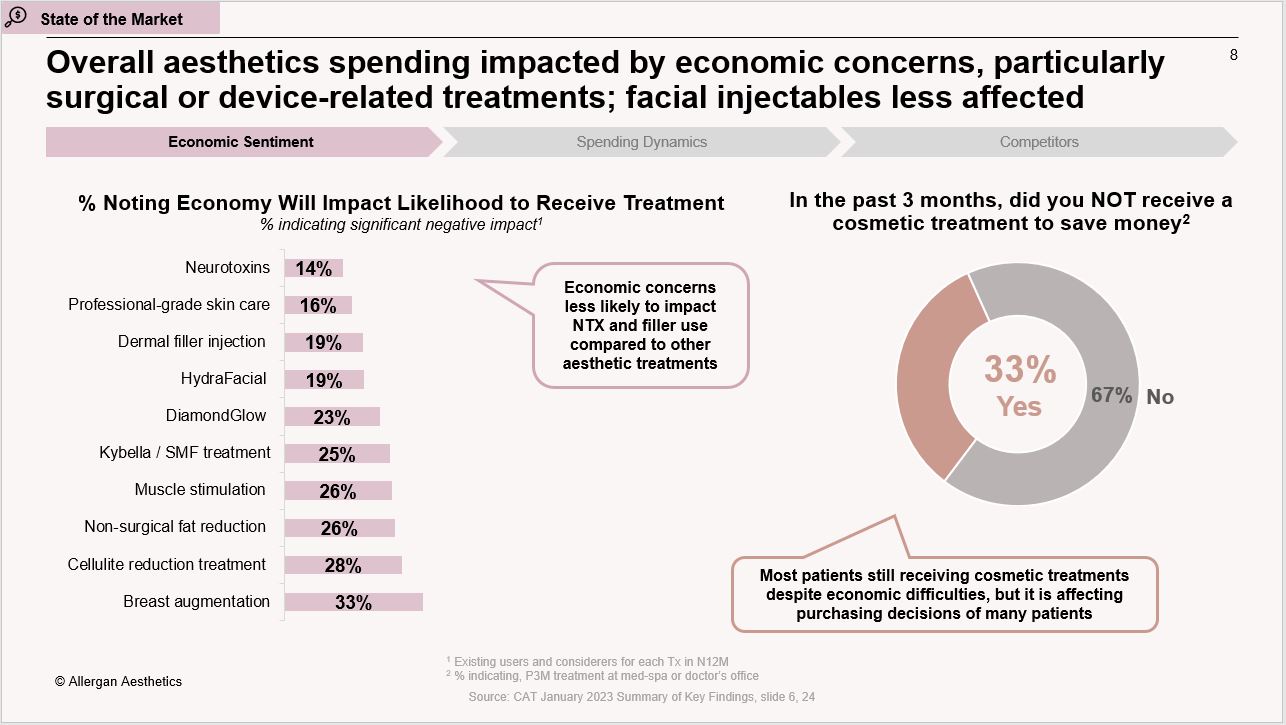 State of the Market
8
Overall aesthetics spending impacted by economic concerns, particularly
surgical or device-related treatments; facial injectables less affected
Economic Sentiment
Spending Dynamics
Competitors
% Noting Economy Will Impact Likelihood to Receive Treatment
% indicating significant negative impact¹
Neurotoxins 14%
Professional-grade skin care 16%
Dermal filler injection 19%
HydraFacial 19%
DiamondGlow 23%
Kybella / SMF treatment 25%
Muscle stimulation 26%
Non-surgical fat reduction 26%
Cellulite reduction treatment 28%
Breast augmentation 33%
Economic concerns
less likely to impact
NTX and filler use
compared to other
aesthetic treatments
In the past 3 months, did you NOT receive a
cosmetic treatment to save money²
33%
Yes
67% No
Most patients still receiving cosmetic treatments
despite economic difficulties, but it is affecting
purchasing decisions of many patients
¹ Existing users and considerers for each Tx in N12M
² % indicating, P3M treatment at med-spa or doctor's office
Source: CAT January 2023 Summary of Key Findings, slide 6, 24
© Allergan Aesthetics